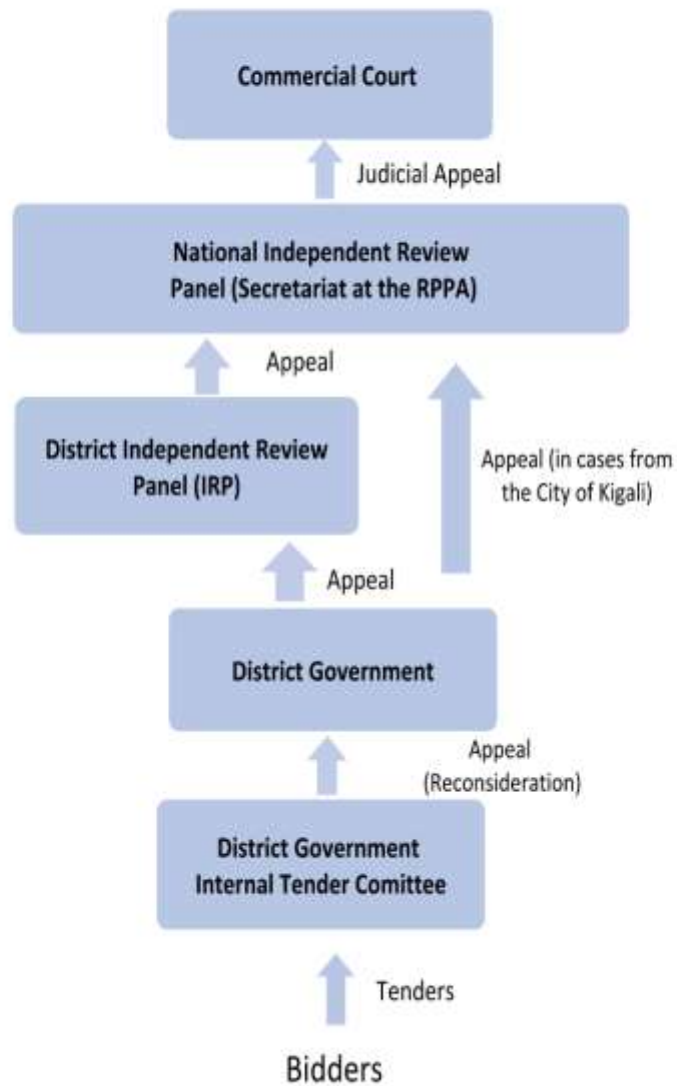 Commercial Court
Judicial Appeal
National Independent Review
Panel (Secretariat at the RPPA)
Appeal
District Independent Review
Panel (IRP)
Appeal (in cases from
the City of Kigali)
Appeal
District Government
Appeal
(Reconsideration)
District Government
Internal Tender Comittee
Tenders
Bidders